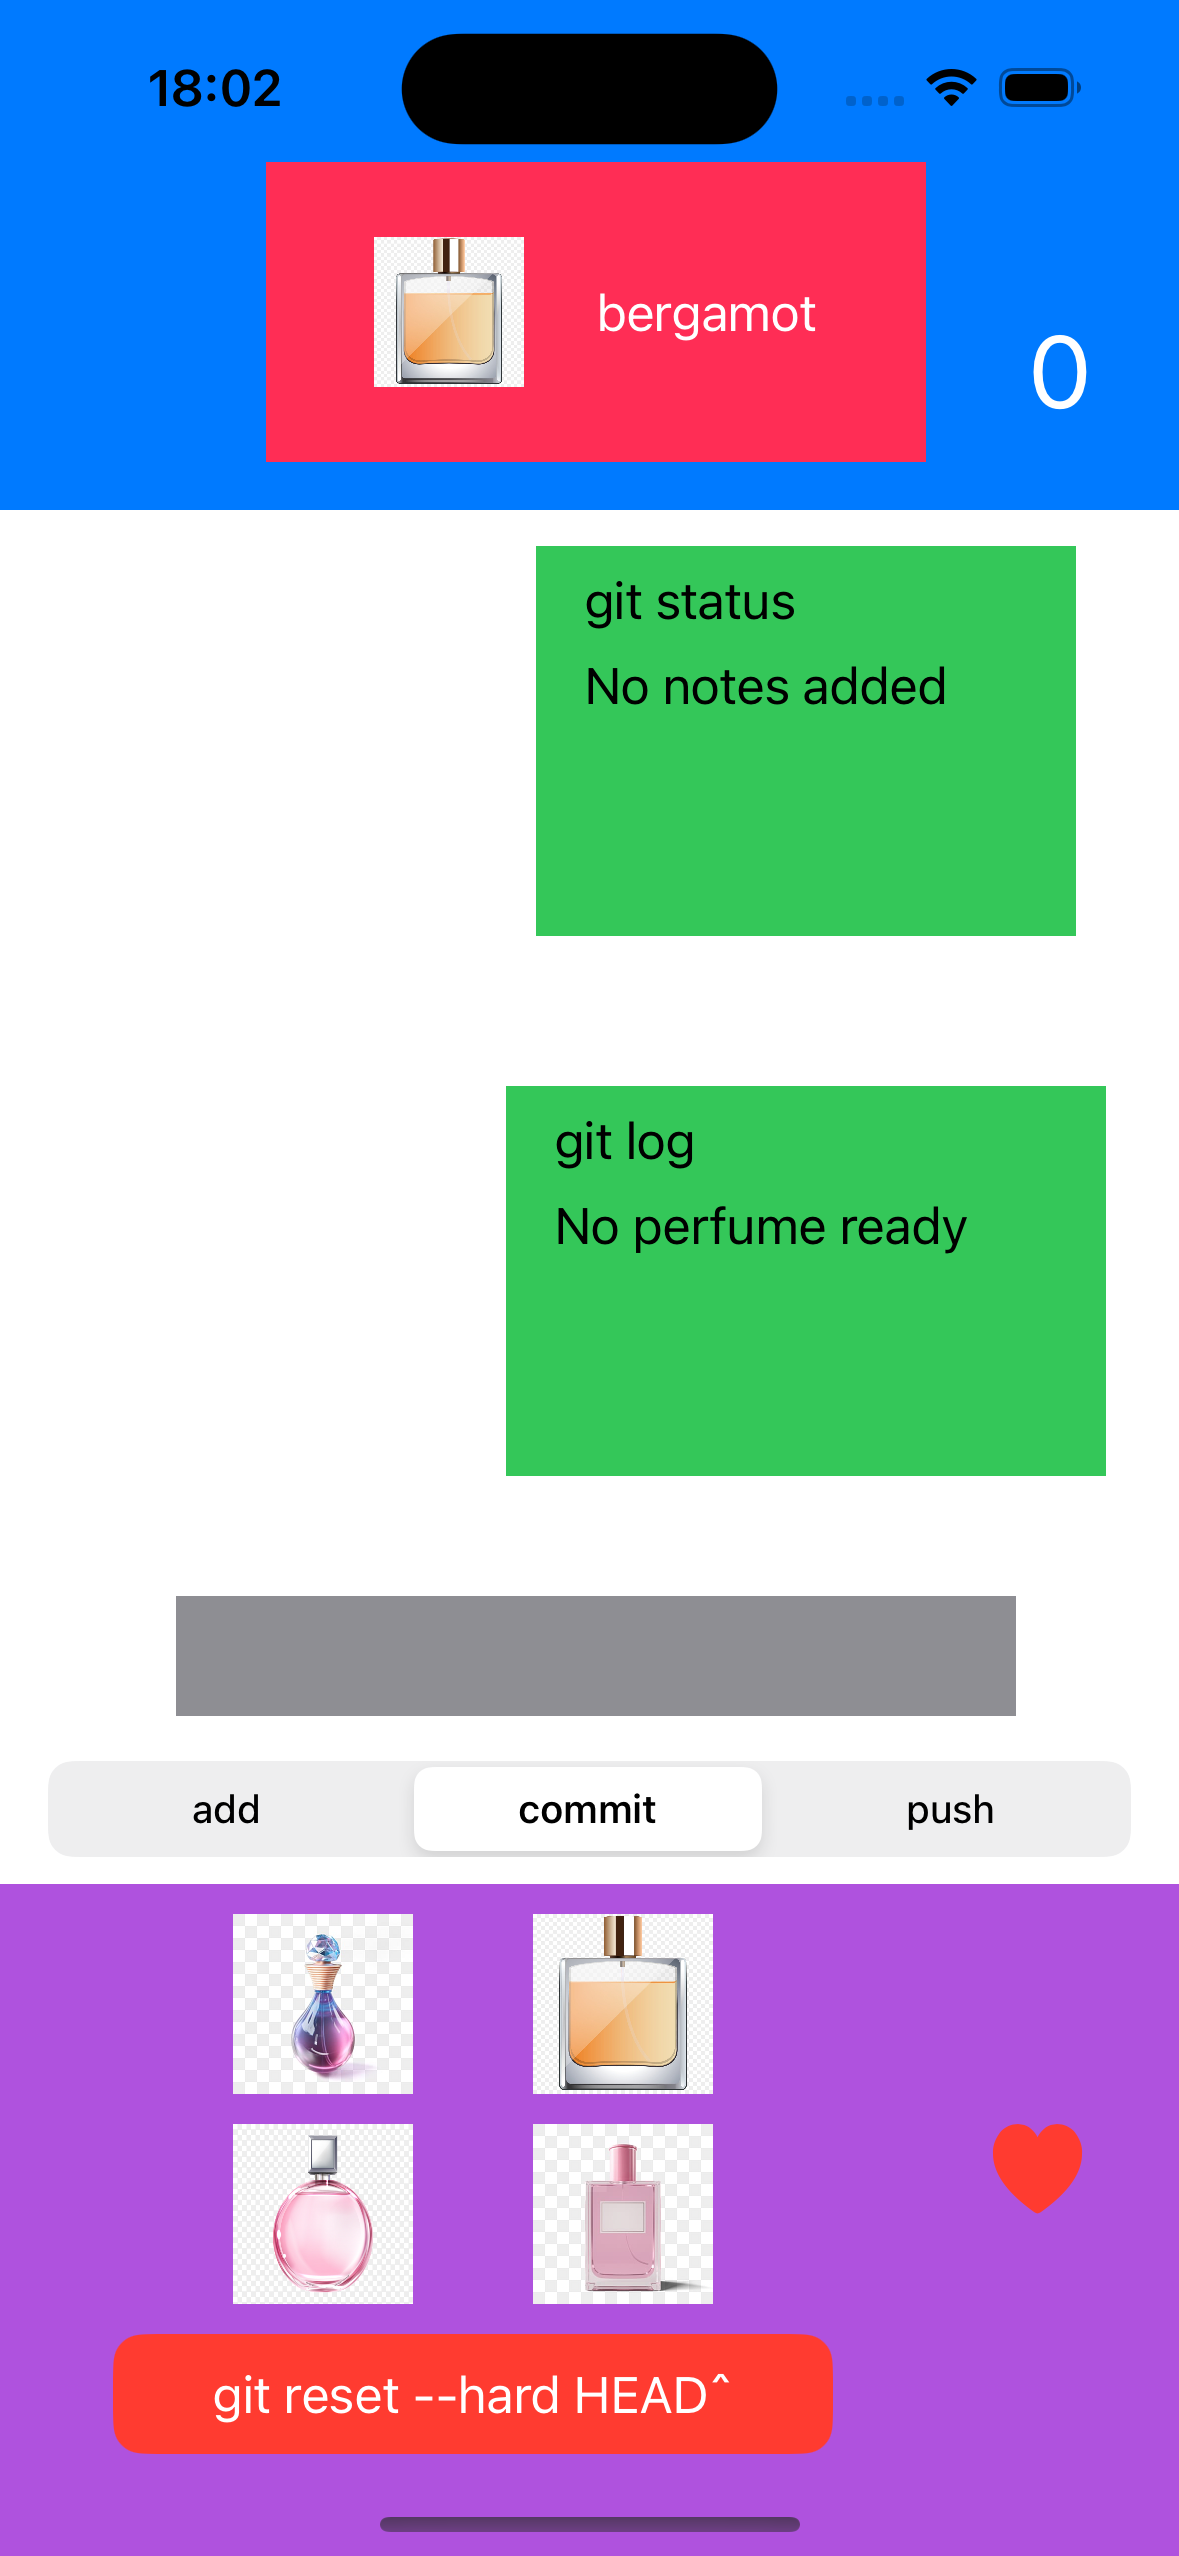 18:02
bergamot
0
git status
No notes added
git log
No perfume ready
add
commit
push
git reset --hard HEAD^